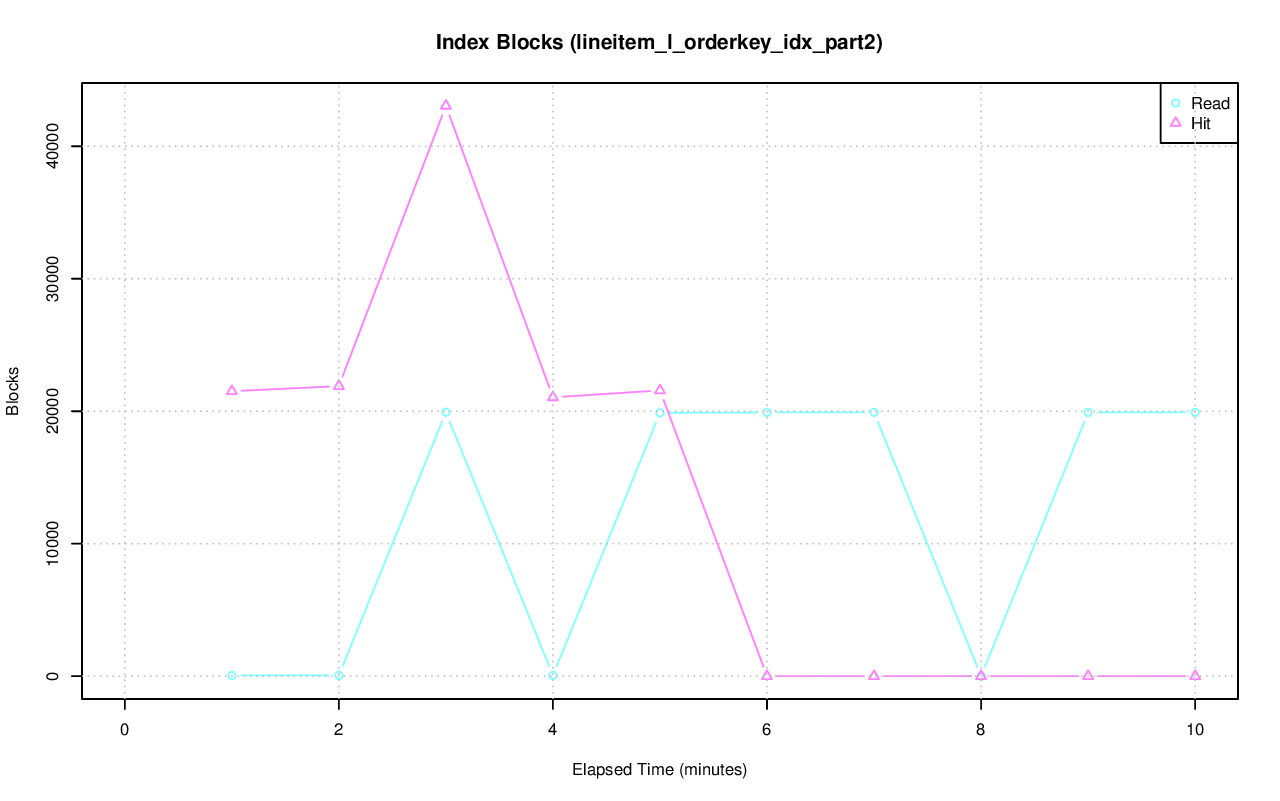 Index Blocks (lineitem_l_orderkey_idx_part2)
Read
Hit
Blocks
40000
30000
20000
10000
0
0 2 4 6 8 10
Elapsed Time (minutes)